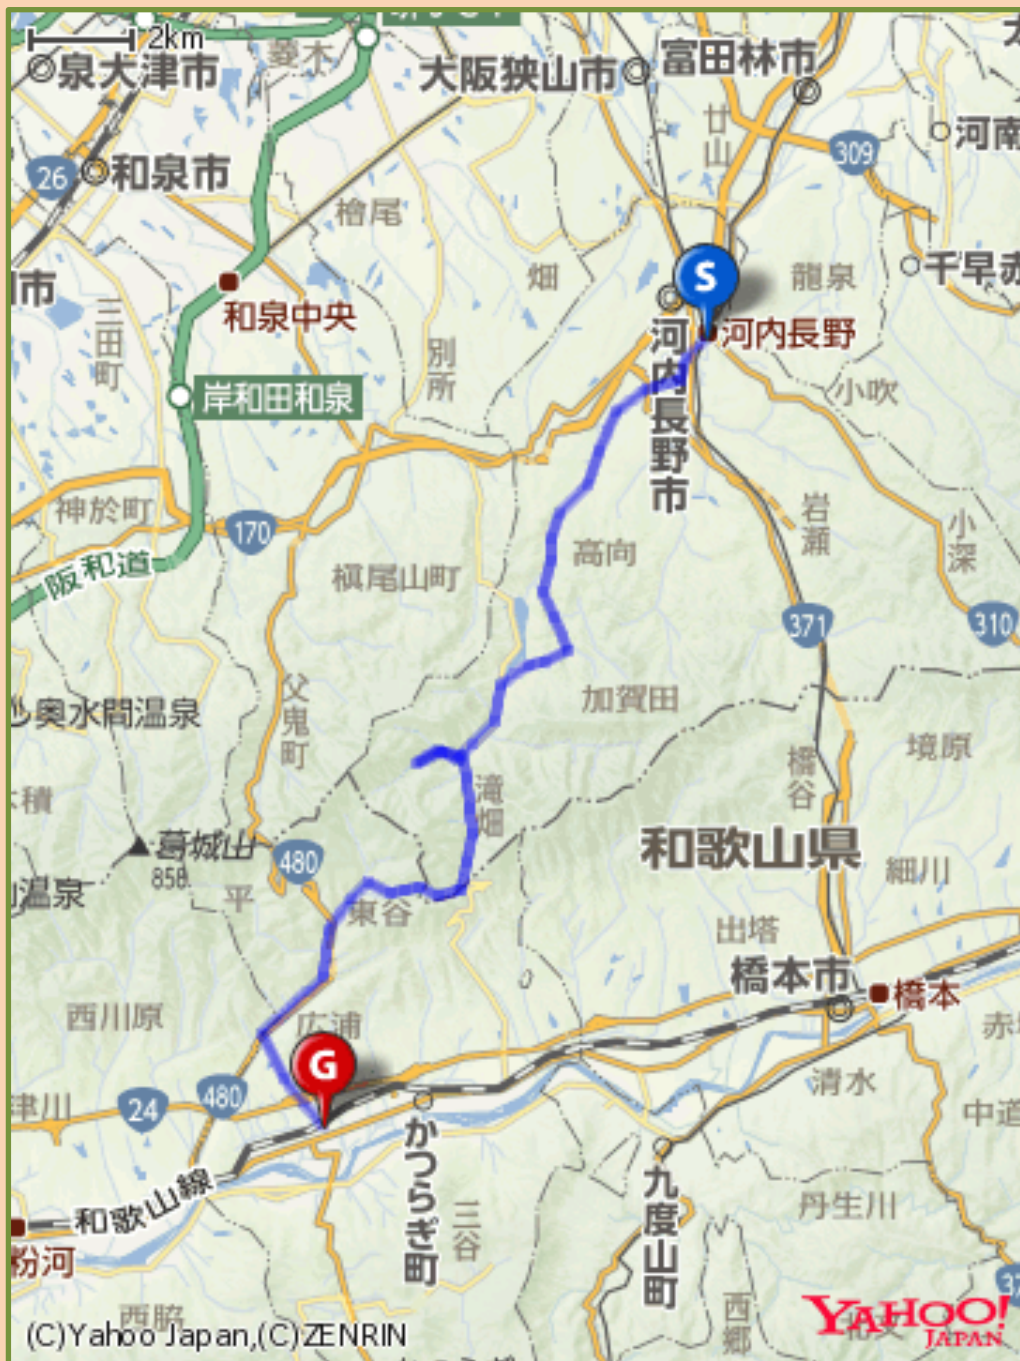 2km
菱木
泉大津市
大阪狭山市
富田林市
廿山
河南
309
26
和泉市
檜尾
千早赤
畑
S
龍泉
市
三田町
和泉中央
別所
河内長野市
河内長野
岸和田和泉
小吹
神於町
170
岩瀬
小深
高向
阪和道
槇尾山町
371
310
加賀田
奥水間温泉
父鬼町
境原
橋谷
滝畑
葛城山
858
480
和歌山県
細川
温泉
平
東谷
出塔
橋本市
橋本
西川原
広浦
G
津川
24
480
清水
中道
かつらぎ町
九度山町
和歌山線
三谷
丹生川
粉河
西脇
西郷
YAHOO!
JAPAN
(C)Yahoo Japan,(C)ZENRIN